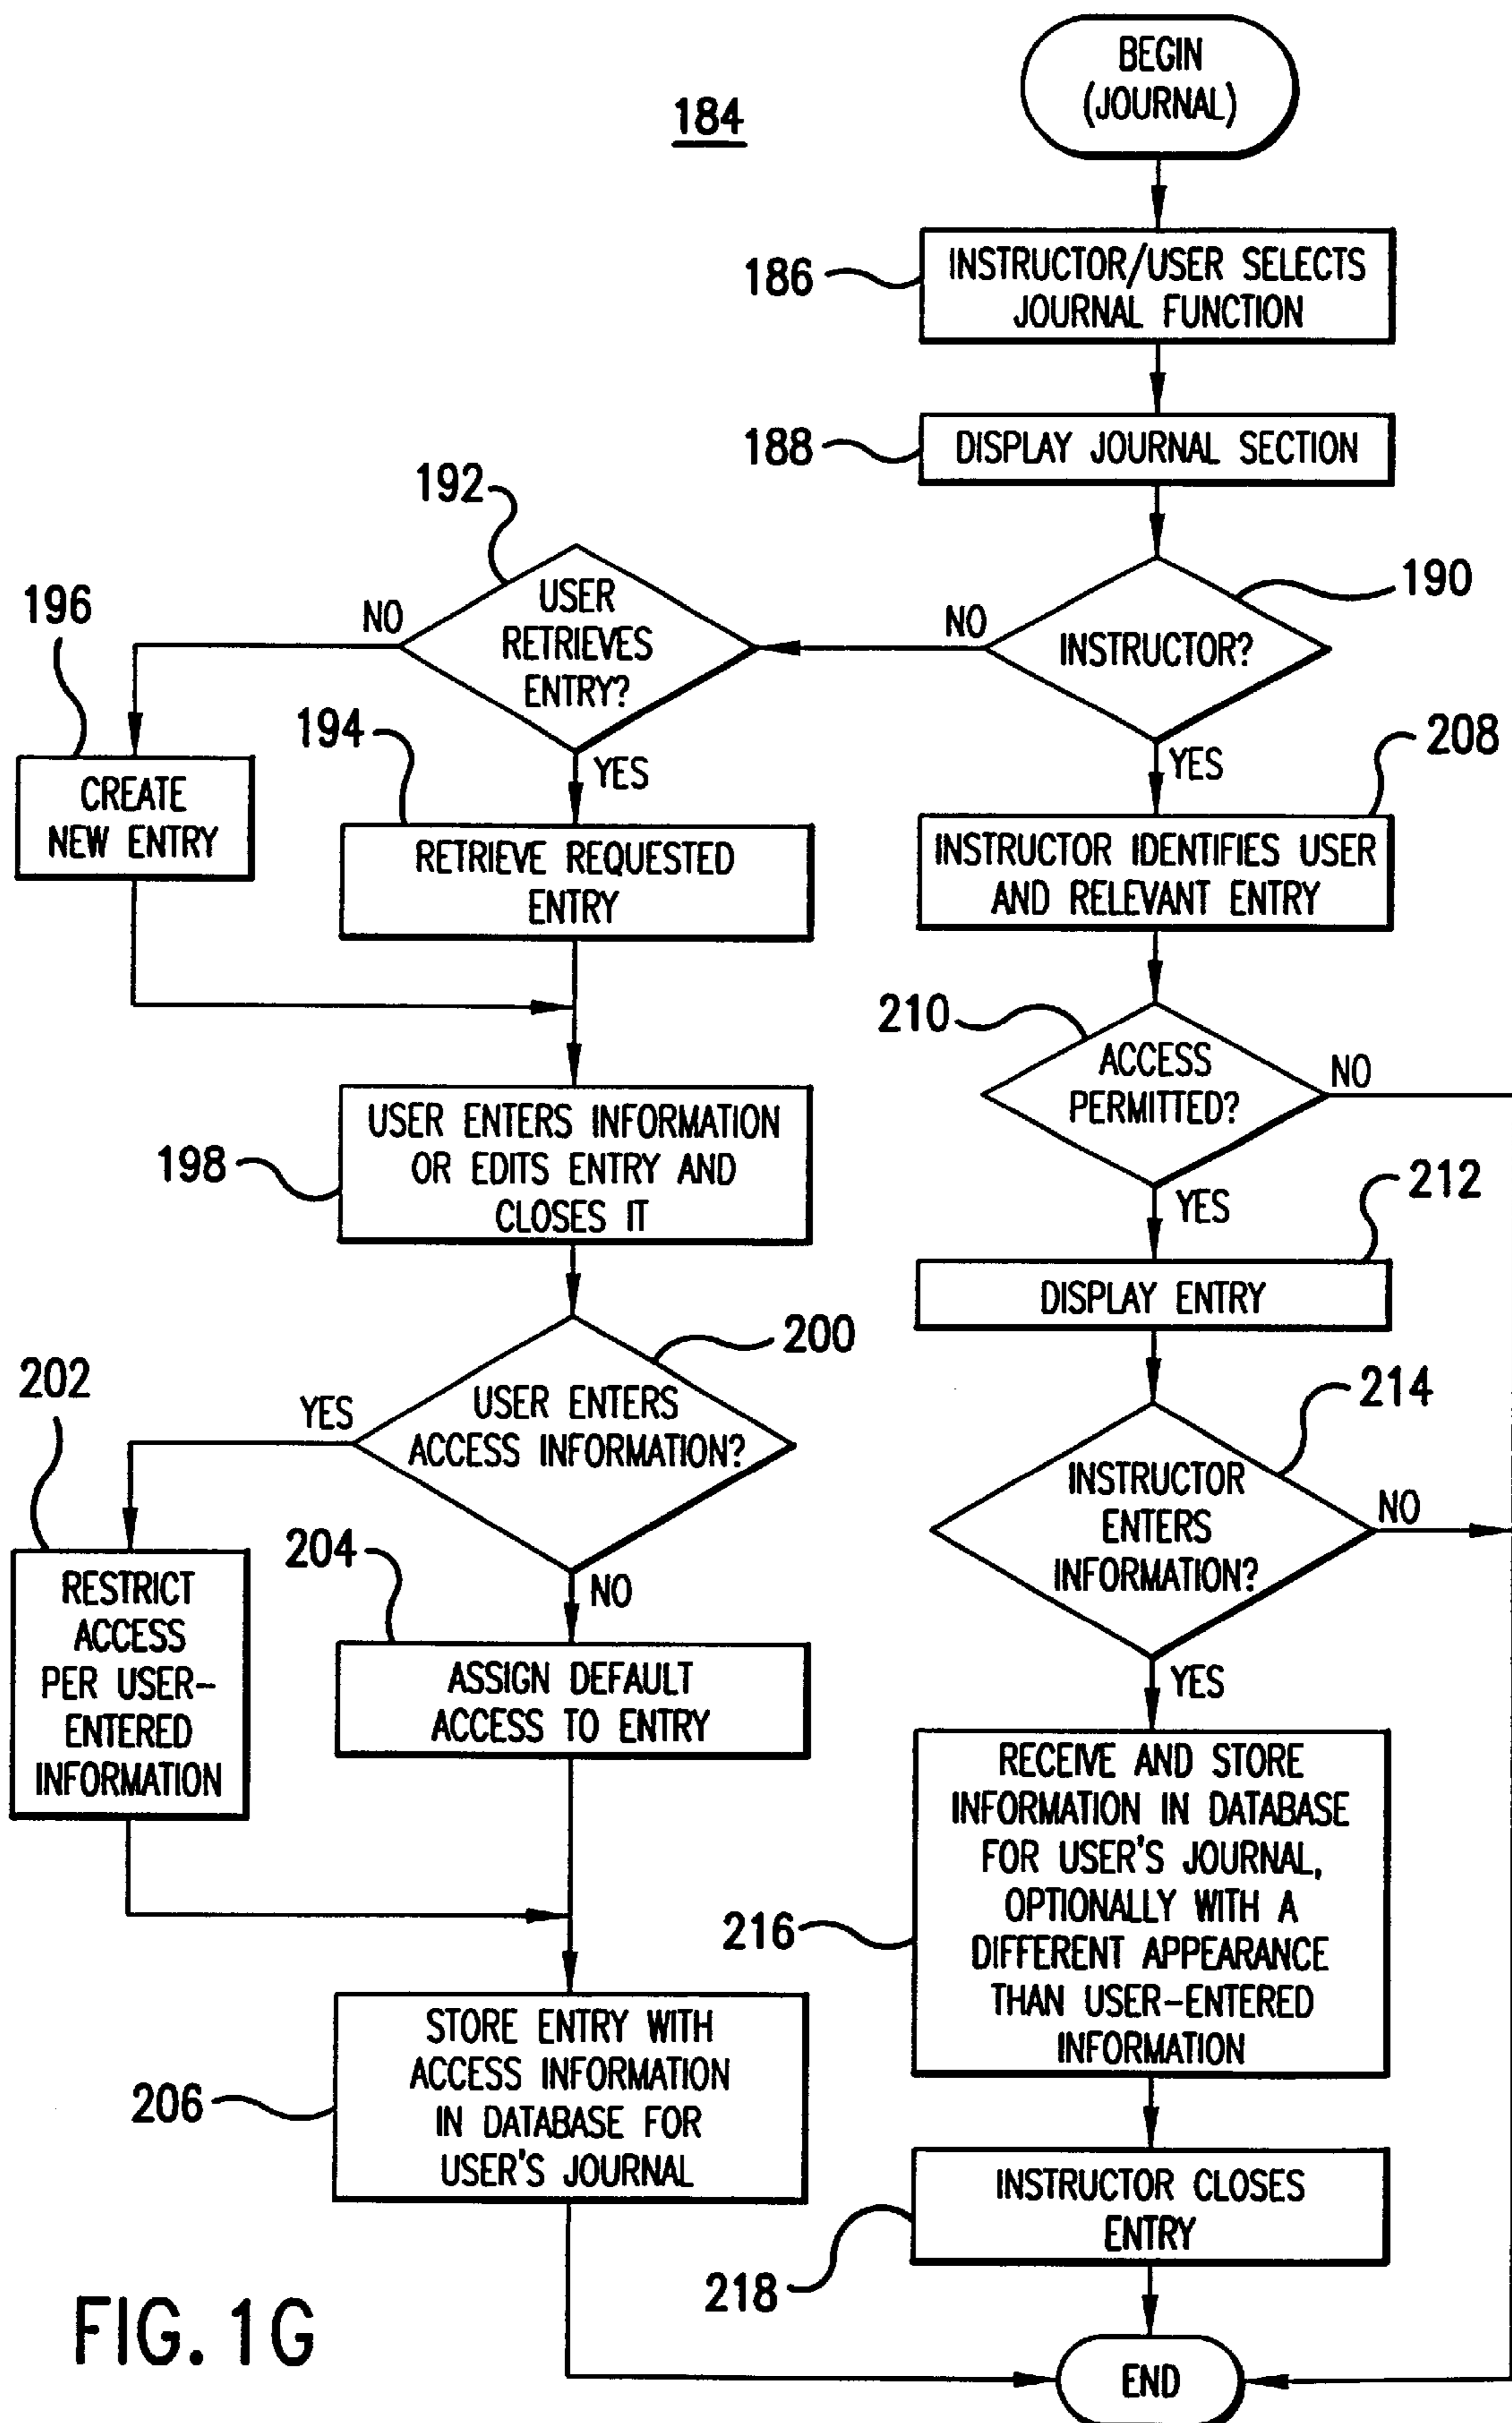 BEGIN
(JOURNAL)
184
186
INSTRUCTOR/USER SELECTS
JOURNAL FUNCTION
188
DISPLAY JOURNAL SECTION
190
INSTRUCTOR?
NO
YES
192
USER
RETRIEVES
ENTRY?
NO
YES
196
CREATE
NEW ENTRY
194
RETRIEVE REQUESTED
ENTRY
198
USER ENTERS INFORMATION
OR EDITS ENTRY AND
CLOSES IT
200
USER ENTERS
ACCESS INFORMATION?
YES
NO
202
RESTRICT
ACCESS
PER USER-
ENTERED
INFORMATION
204
ASSIGN DEFAULT
ACCESS TO ENTRY
206
STORE ENTRY WITH
ACCESS INFORMATION
IN DATABASE FOR
USER'S JOURNAL
208
INSTRUCTOR IDENTIFIES USER
AND RELEVANT ENTRY
210
ACCESS
PERMITTED?
NO
YES
212
DISPLAY ENTRY
214
INSTRUCTOR
ENTERS
INFORMATION?
NO
YES
216
RECEIVE AND STORE
INFORMATION IN DATABASE
FOR USER'S JOURNAL,
OPTIONALLY WITH A
DIFFERENT APPEARANCE
THAN USER-ENTERED
INFORMATION
218
INSTRUCTOR CLOSES
ENTRY
END
FIG. 1G